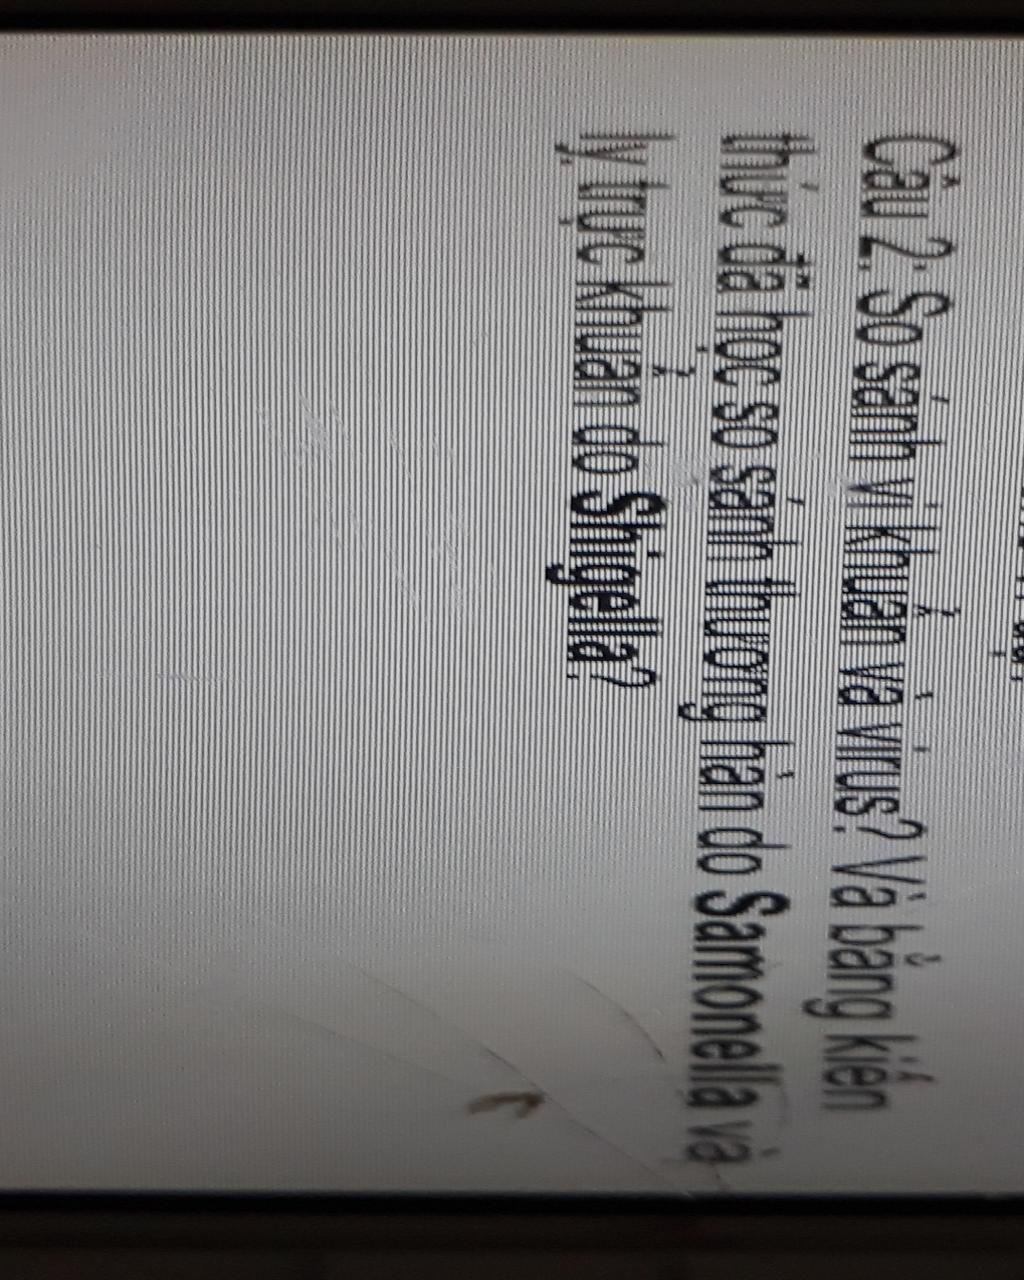 Câu 2: So sánh vi khuẩn và virus? Và bằng kiến
thức đã học so sánh thương hàn do Samonella và
lỵ trực khuẩn do Shigella?